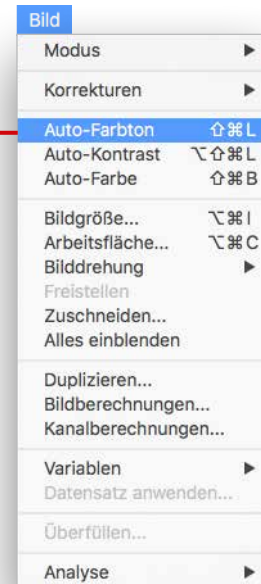 Bild
Modus
Korrekturen
Auto-Farbton ⇧⌘L
Auto-Kontrast ⌥⇧⌘L
Auto-Farbe ⇧⌘B
Bildgröße... ⌥⌘I
Arbeitsfläche... ⌥⌘C
Bilddrehung
Freistellen
Zuschneiden...
Alles einblenden
Duplizieren...
Bildberechnungen...
Kanalberechnungen...
Variablen
Datensatz anwenden...
Überfüllen...
Analyse